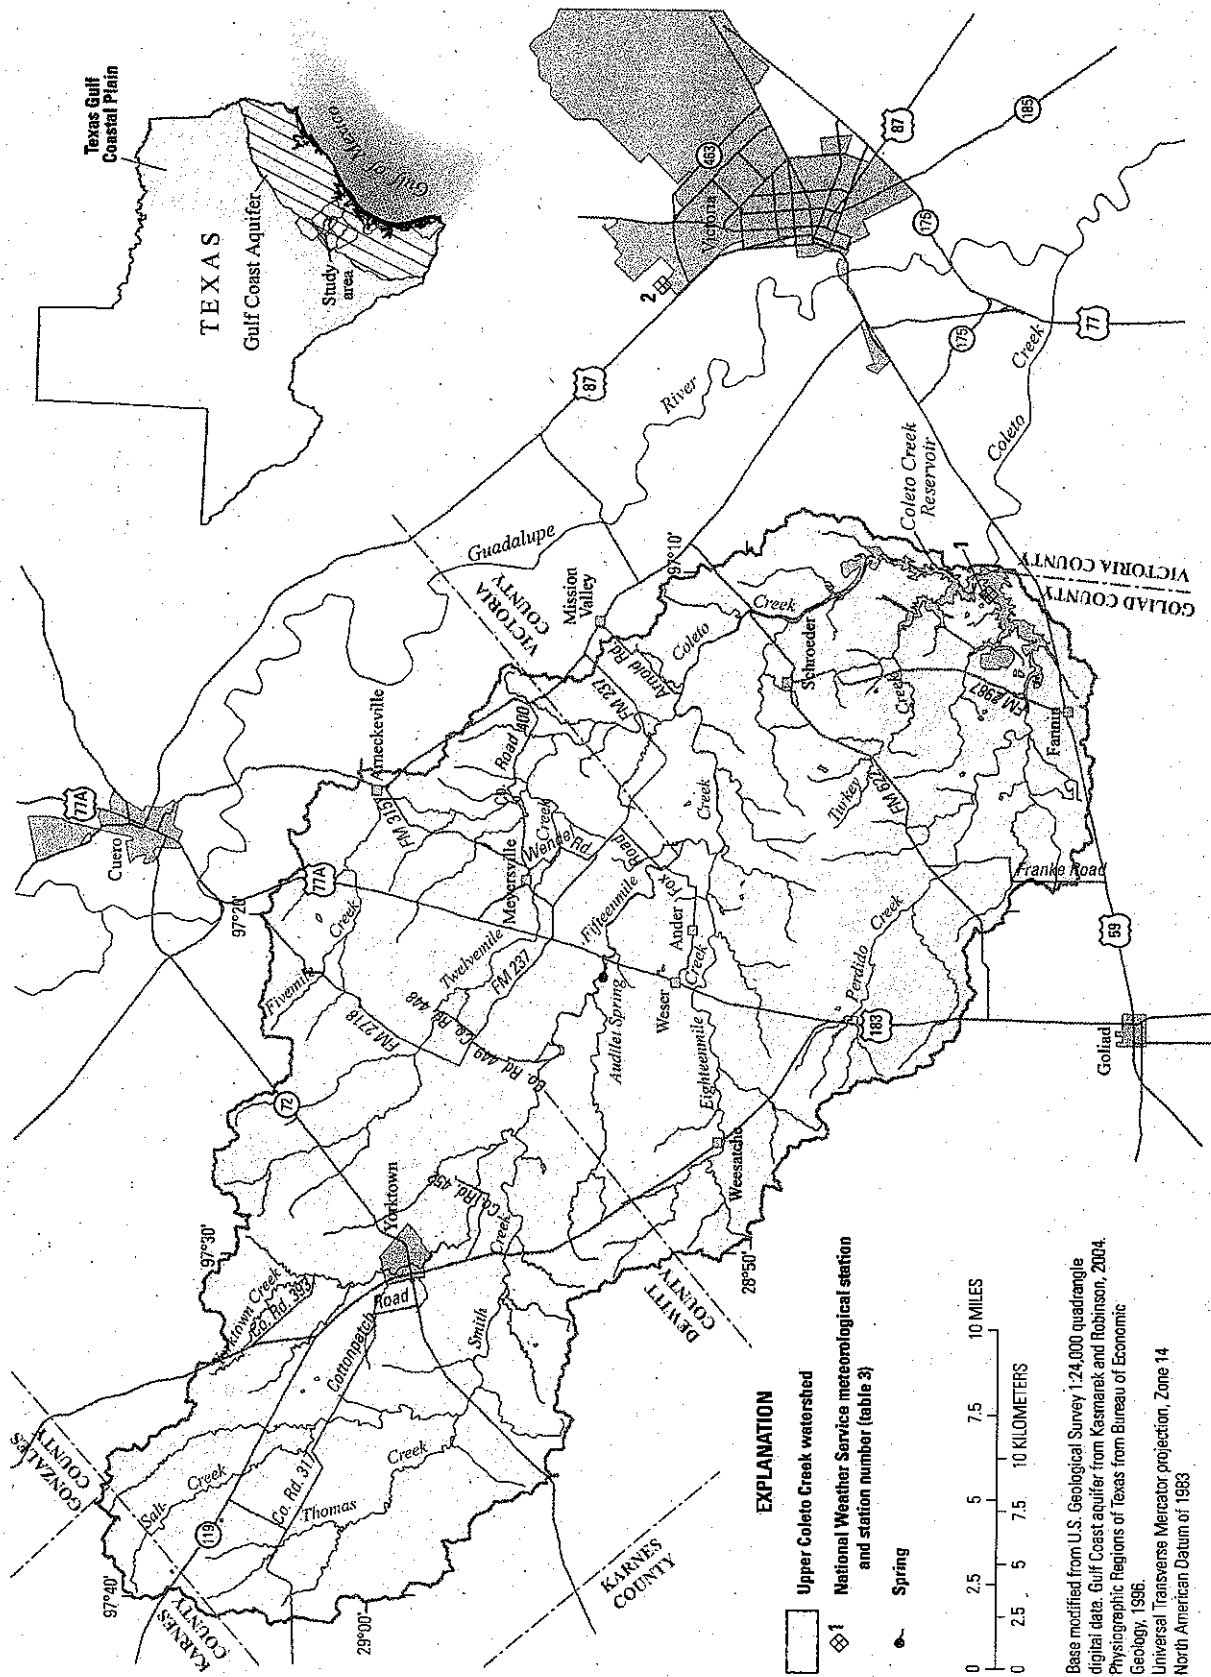 Texas Gulf
Coastal Plain
TEXAS
Gulf Coast Aquifer
Study
area
Gulf of Mexico
KARNES
COUNTY
GONZALES
COUNTY
97°40'
97°30'
97°20'
97°10'
29°00'
28°50'
119
Salt
Creek
Co. Rd. 317
Thomas
Creek
Cottonpatch
Road
Yorktown Creek
Co. Rd. 393
Yorktown
Smith
Creek
Co. Rd. 452
72
KARNES
COUNTY
DEWITT
COUNTY
Cuero
77A
77A
Fivemile
Creek
FM 2718
Co. Rd 448
Co. Rd. 449
Twelvemile
Creek
FM 237
Meyersville
Wendel Rd
FM 315
Arneckeville
Co. Road 400
Fifteenmile
Road
Audilet Spring
Weser
Ander
Post
Creek
Creek
Eighteenmile
Weesatche
VICTORIA
COUNTY
Mission
Valley
FM 237
Arnold Rd.
Coleto
Creek
Guadalupe
River
87
2
463
Victoria
87
185
175
175
77
Coleto
Creek
Coleto Creek
Reservoir
1
GOLIAD COUNTY
VICTORIA COUNTY
Schroeder
Turkey
Creek
FM 622
FM 2987
Fannin
Franke Road
Perdido
Creek
183
59
Goliad
EXPLANATION
Upper Coleto Creek watershed
1
National Weather Service meteorological station
and station number (table 3)
Spring
0 2.5 5 7.5 10 MILES
0 2.5 5 7.5 10 KILOMETERS
Base modified from U.S. Geological Survey 1:24,000 quadrangle
digital date. Gulf Coast aquifer from Kasmarek and Robinson, 2004.
Physiographic Regions of Texas from Bureau of Economic
Geology, 1996.
Universal Transverse Mercator projection, Zone 14
North American Datum of 1983